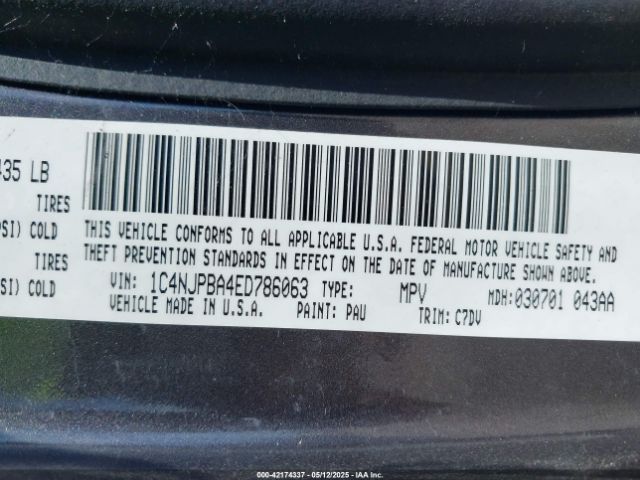 435 LB
TIRES
PSI) COLD
TIRES
SI) COLD
THIS VEHICLE CONFORMS TO ALL APPLICABLE U.S.A. FEDERAL MOTOR VEHICLE SAFETY AND
THEFT PREVENTION STANDARDS IN EFFECT ON THE DATE OF MANUFACTURE SHOWN ABOVE.
VIN: 1C4NJPBA4ED786063 TYPE: MPV MDH:030701 043AA
VEHICLE MADE IN U.S.A. PAINT: PAU TRIM: C7DV
000-42174337 - 05/12/2025 - IAA Inc.